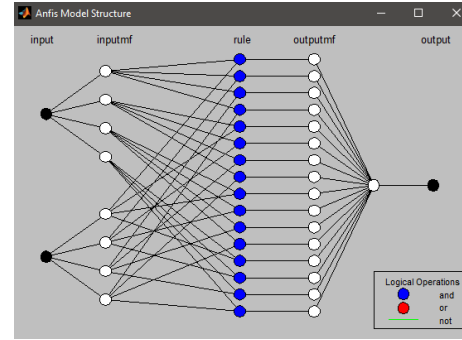 Anfis Model Structure
input inputmf rule outputmf output
Logical Operations
and
or
not